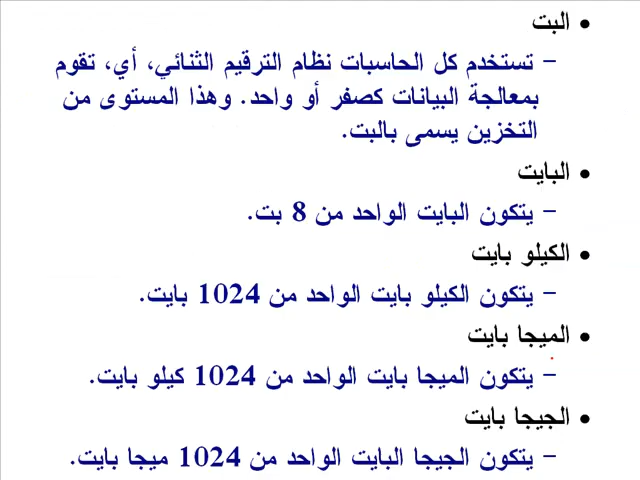 • البت
– تستخدم كل الحاسبات نظام الترقيم الثنائي، أي، تقوم
بمعالجة البيانات كصفر أو واحد. وهذا المستوى من
التخزين يسمى بالبت.
• البايت
– يتكون البايت الواحد من 8 بت.
• الكيلو بايت
– يتكون الكيلو بايت الواحد من 1024 بايت.
• الميجا بايت
– يتكون الميجا بايت الواحد من 1024 كيلو بايت.
• الجيجا بايت
– يتكون الجيجا البايت الواحد من 1024 ميجا بايت.